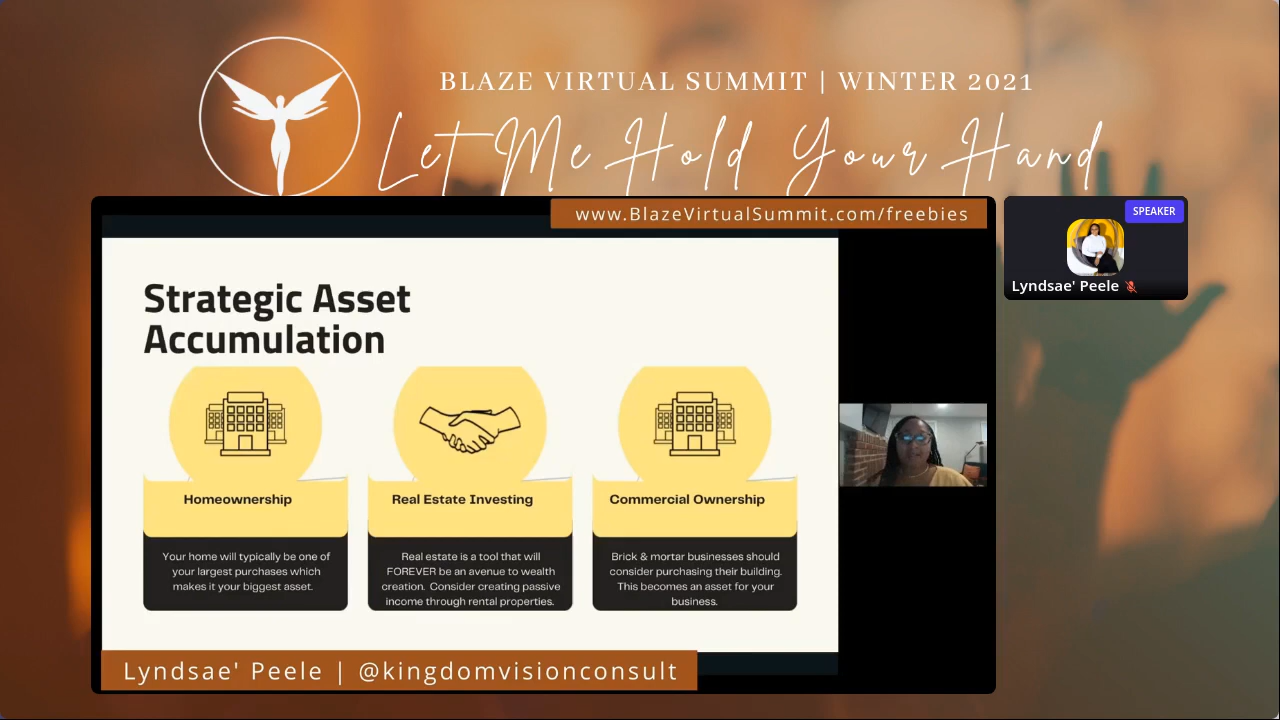 BLAZE VIRTUAL SUMMIT | WINTER 2021
Let Me Hold Your Hand
www.BlazeVirtualSummit.com/freebies
SPEAKER
Lyndsae' Peele
Strategic Asset
Accumulation
Homeownership
Your home will typically be one of
your largest purchases which
makes it your biggest asset.
Real Estate Investing
Real estate is a tool that will
FOREVER be an avenue to wealth
creation. Consider creating passive
income through rental properties.
Commercial Ownership
Brick & mortar businesses should
consider purchasing their building.
This becomes an asset for your
business.
Lyndsae' Peele | @kingdomvisionconsult